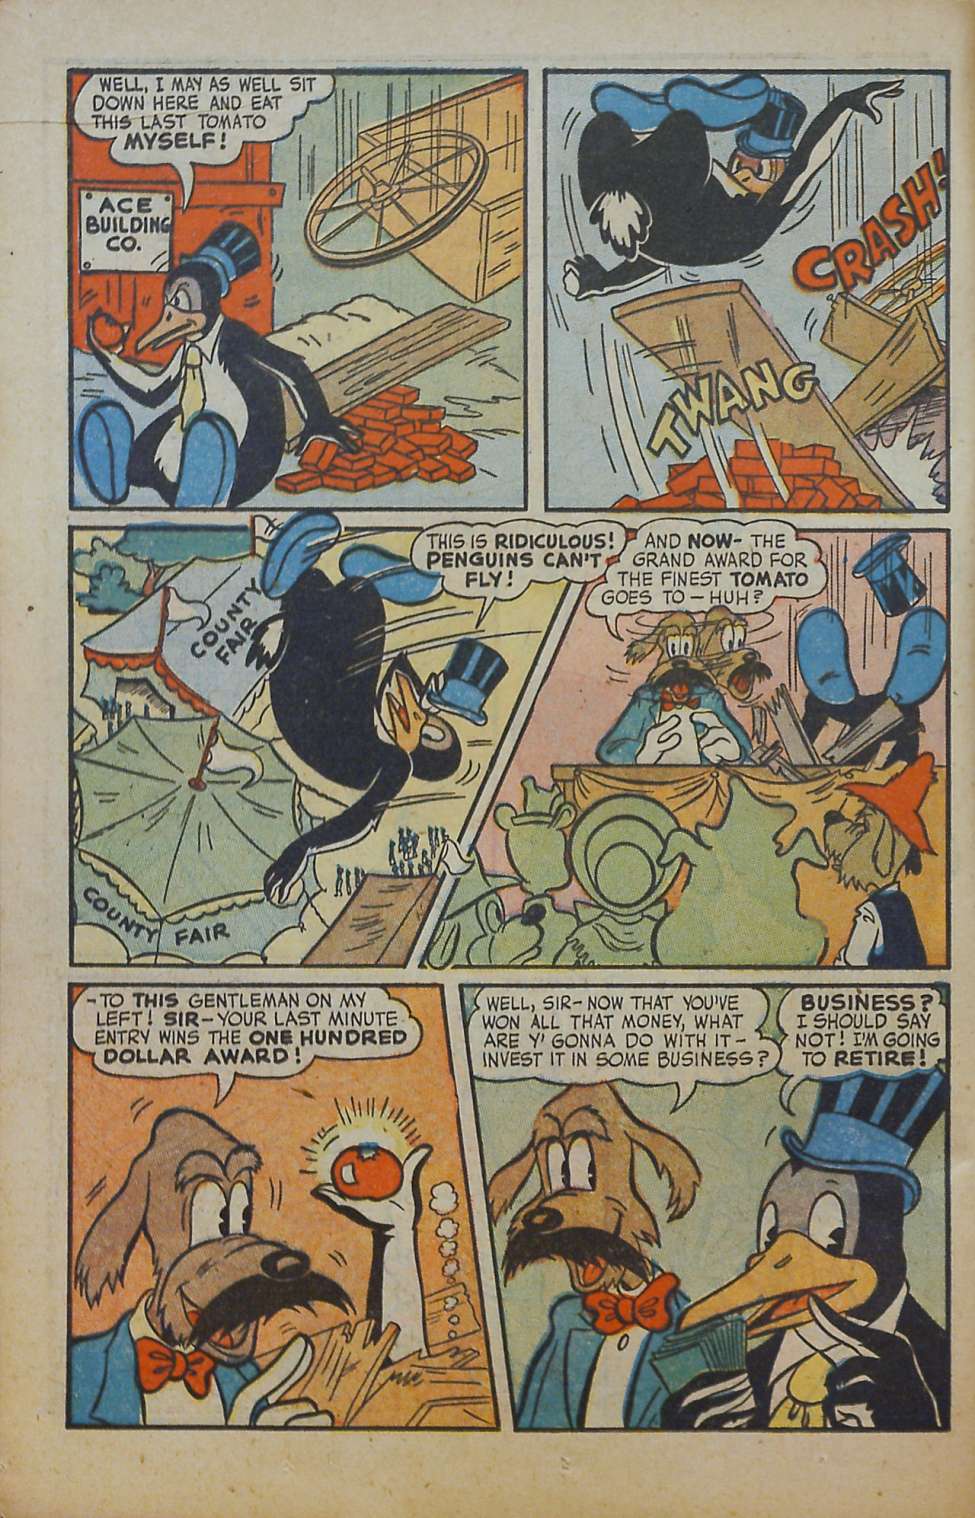 WELL, I MAY AS WELL SIT
DOWN HERE AND EAT
THIS LAST TOMATO
MYSELF!
ACE
BUILDING
CO.
CRASH!
TWANG
THIS IS RIDICULOUS!
PENGUINS CAN'T
FLY!
COUNTY
FAIR
COUNTY FAIR
AND NOW- THE
GRAND AWARD FOR
THE FINEST TOMATO
GOES TO - HUH?
-TO THIS GENTLEMAN ON MY
LEFT! SIR- YOUR LAST MINUTE
ENTRY WINS THE ONE HUNDRED
DOLLAR AWARD!
WELL, SIR- NOW THAT YOU'VE
WON ALL THAT MONEY, WHAT
ARE Y' GONNA DO WITH IT -
INVEST IT IN SOME BUSINESS?
BUSINESS?
I SHOULD SAY
NOT! I'M GOING
TO RETIRE!